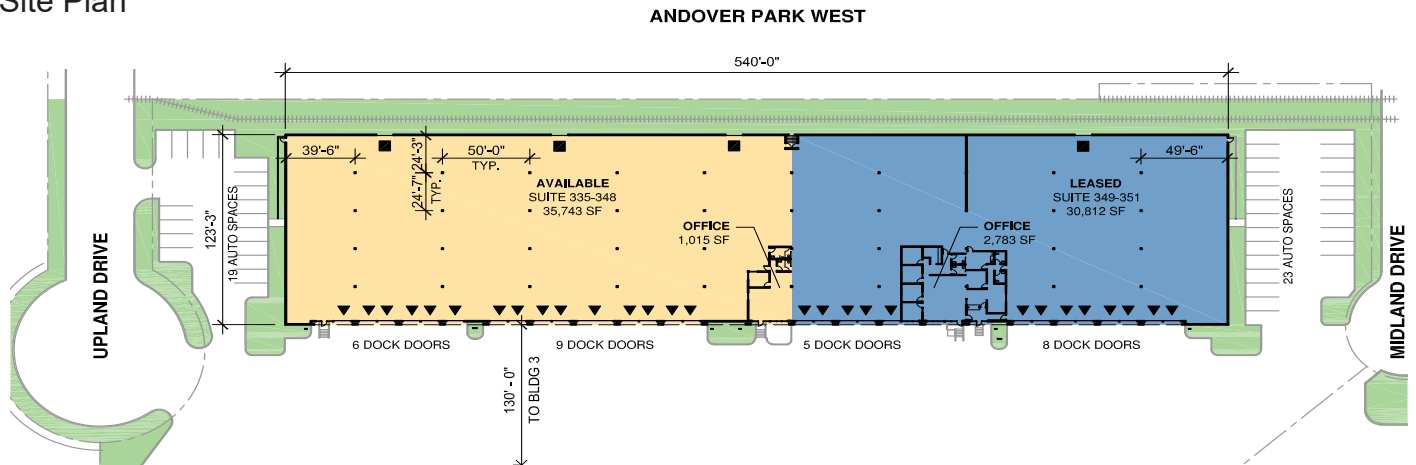 Site Plan
ANDOVER PARK WEST
540'-0"
39'-6"
24'-3"
50'-0"
TYP.
49'-6"
24'-7"
TYP.
AVAILABLE
SUITE 335-348
35,743 SF
LEASED
SUITE 349-351
30,812 SF
OFFICE
1,015 SF
OFFICE
2,783 SF
123'-3"
19 AUTO SPACES
23 AUTO SPACES
UPLAND DRIVE
MIDLAND DRIVE
6 DOCK DOORS
9 DOCK DOORS
5 DOCK DOORS
8 DOCK DOORS
130' - 0"
TO BLDG 3